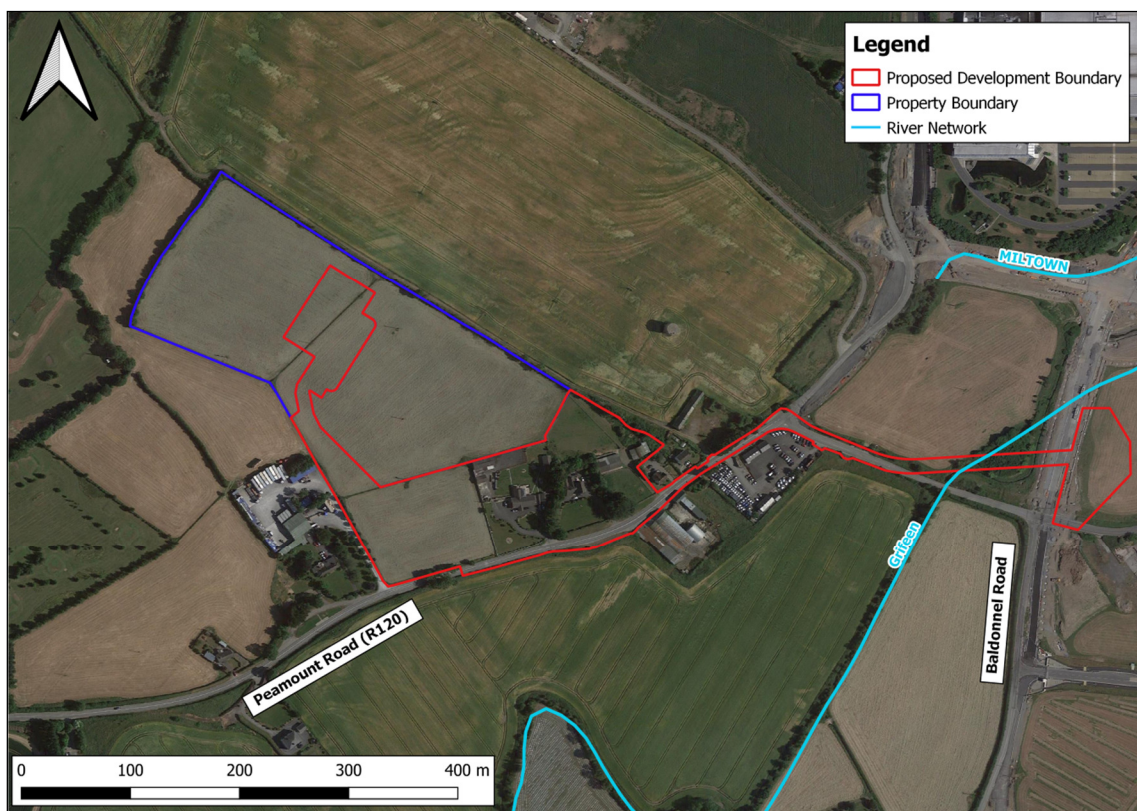 Legend
Proposed Development Boundary
Property Boundary
River Network
MILTOWN
Grifeen
Baldonnel Road
Peamount Road (R120)
0 100 200 300 400 m